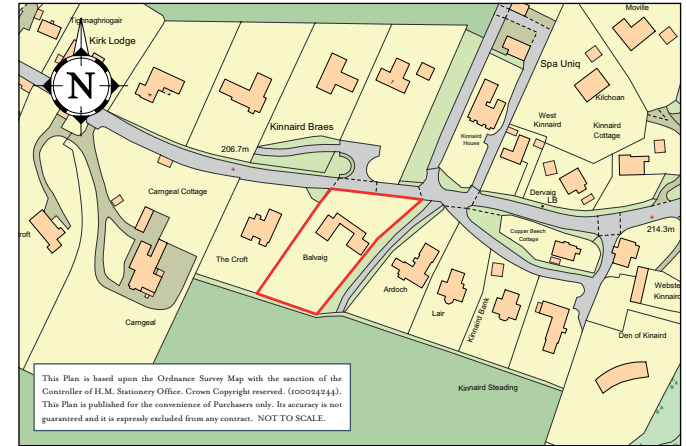 Tignaghriogair
Kirk Lodge
Moville
N
Spa Uniq
Kilchoan
West
Kinnaird
Kinnaird
Cottage
Kinnaird
House
Kinnaird Braes
206.7m
Carngeal Cottage
Dervaig
LB
214.3m
Copper Beech
Cottage
roft
The Croft
Balvaig
Ardoch
Lair
Kinnaird Bank
Webste
Kinnaird
Carngeal
Den of Kinaird
Kinnaird Steading
This Plan is based upon the Ordnance Survey Map with the sanction of the
Controller of H.M. Stationery Office. Crown Copyright reserved. (100024244).
This Plan is published for the convenience of Purchasers only. Its accuracy is not
guaranteed and it is expressly excluded from any contract. NOT TO SCALE.